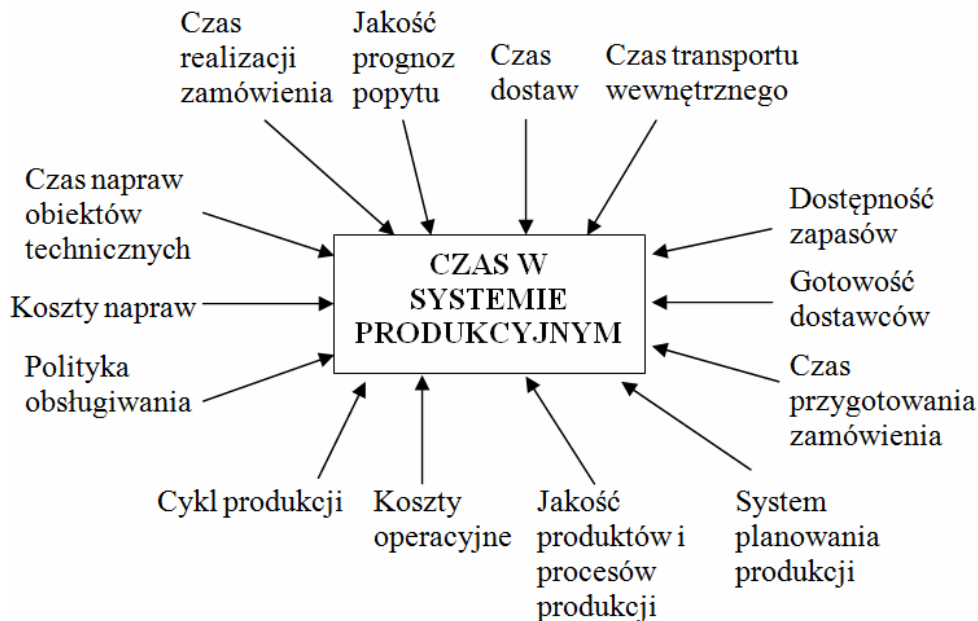 Czas
realizacji
zamówienia
Jakość
prognoz
popytu
Czas
dostaw
Czas transportu
wewnętrznego
Czas napraw
obiektów
technicznych
Dostępność
zapasów
CZAS W
SYSTEMIE
PRODUKCYJNYM
Koszty napraw
Gotowość
dostawców
Polityka
obsługiwania
Czas
przygotowania
zamówienia
Cykl produkcji
Koszty
operacyjne
Jakość
produktów i
procesów
produkcji
System
planowania
produkcji